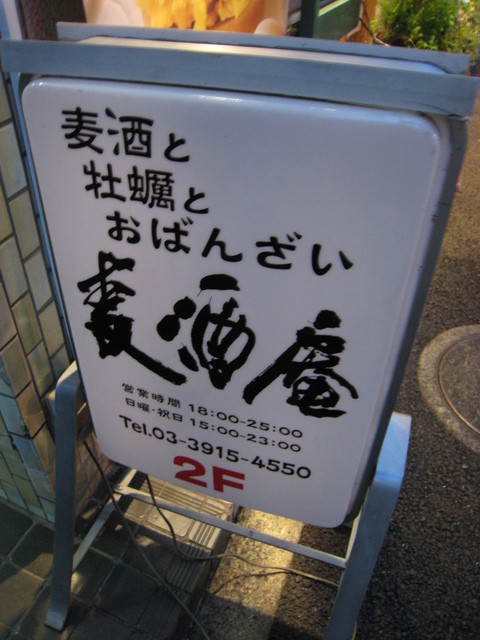 麦酒と
牡蠣と
おばんざい
麦酒庵
営業時間 18:00-25:00
日曜・祝日 15:00-23:00
Tel.03-3915-4550
2F